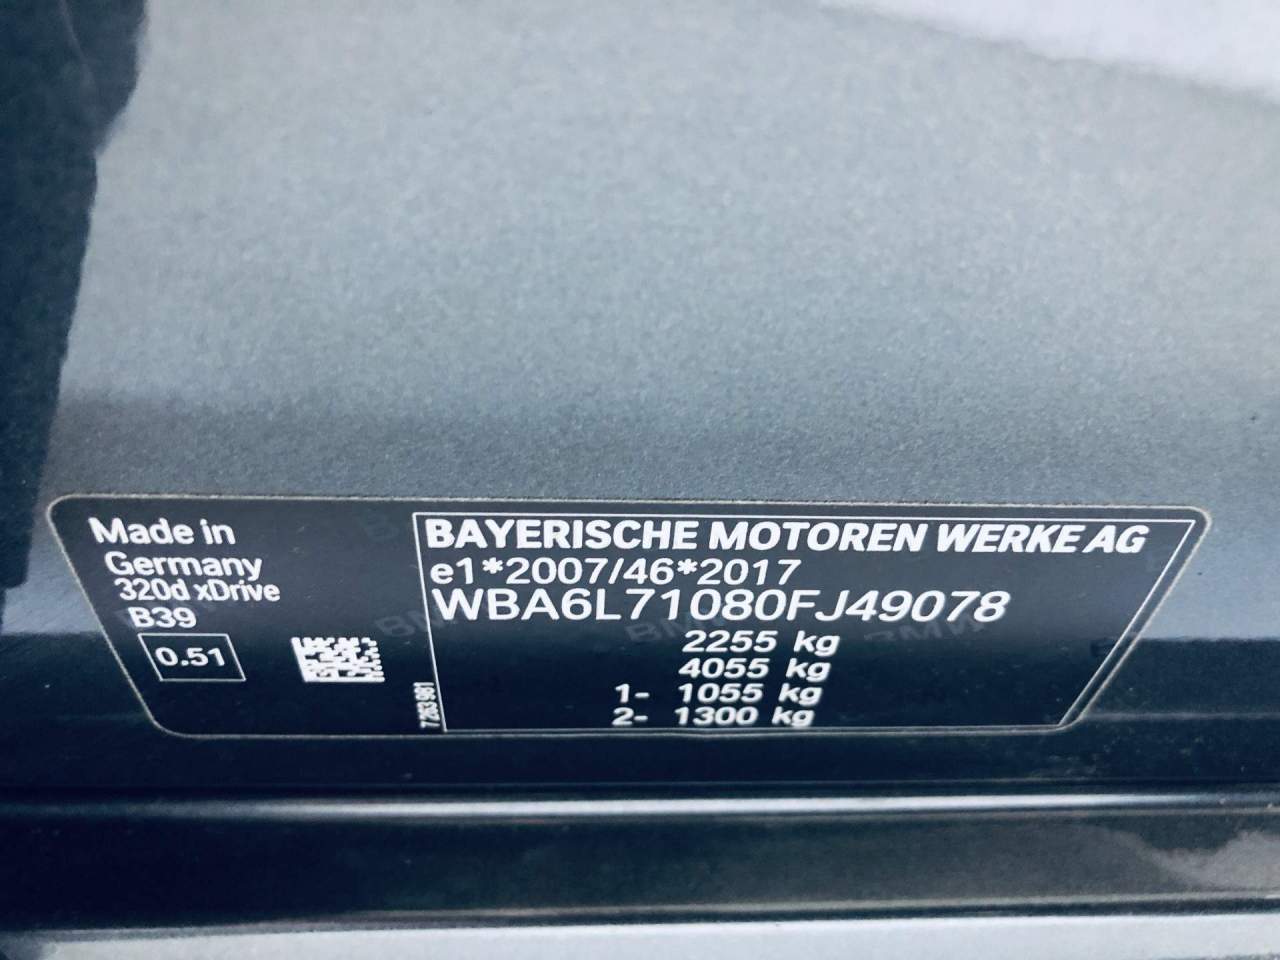 Made in
Germany
320d xDrive
B39
0.51
7263981
BAYERISCHE MOTOREN WERKE AG
e1*2007/46*2017
WBA6L71080FJ49078
2255 kg
4055 kg
1- 1055 kg
2- 1300 kg